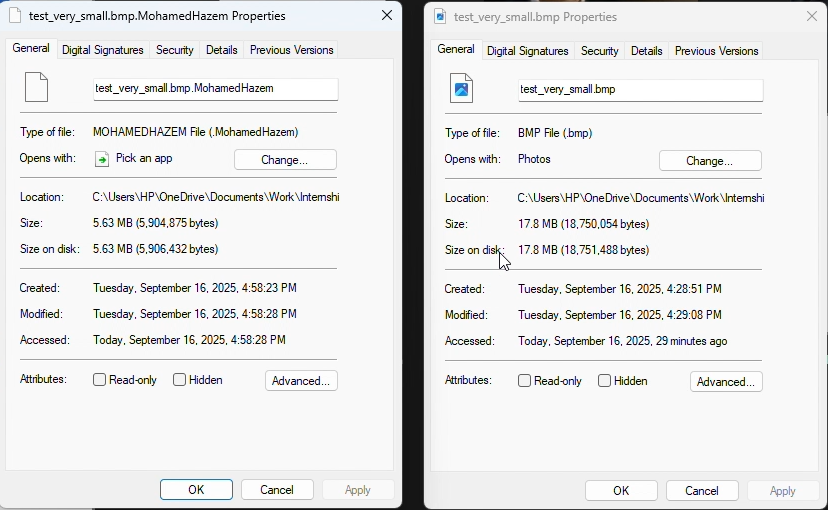 test_very_small.bmp.MohamedHazem Properties
General Digital Signatures Security Details Previous Versions
test_very_small.bmp.MohamedHazem
Type of file: MOHAMEDHAZEM File (.MohamedHazem)
Opens with: Pick an app Change...
Location: C:\Users\HP\OneDrive\Documents\Work\Internshi
Size: 5.63 MB (5,904,875 bytes)
Size on disk: 5.63 MB (5,906,432 bytes)
Created: Tuesday, September 16, 2025, 4:58:23 PM
Modified: Tuesday, September 16, 2025, 4:58:28 PM
Accessed: Today, September 16, 2025, 4:58:28 PM
Attributes: Read-only Hidden Advanced...
OK Cancel Apply
test_very_small.bmp Properties
General Digital Signatures Security Details Previous Versions
test_very_small.bmp
Type of file: BMP File (.bmp)
Opens with: Photos Change...
Location: C:\Users\HP\OneDrive\Documents\Work\Internshi
Size: 17.8 MB (18,750,054 bytes)
Size on disk: 17.8 MB (18,751,488 bytes)
Created: Tuesday, September 16, 2025, 4:28:51 PM
Modified: Tuesday, September 16, 2025, 4:29:08 PM
Accessed: Today, September 16, 2025, 29 minutes ago
Attributes: Read-only Hidden Advanced...
OK Cancel Apply